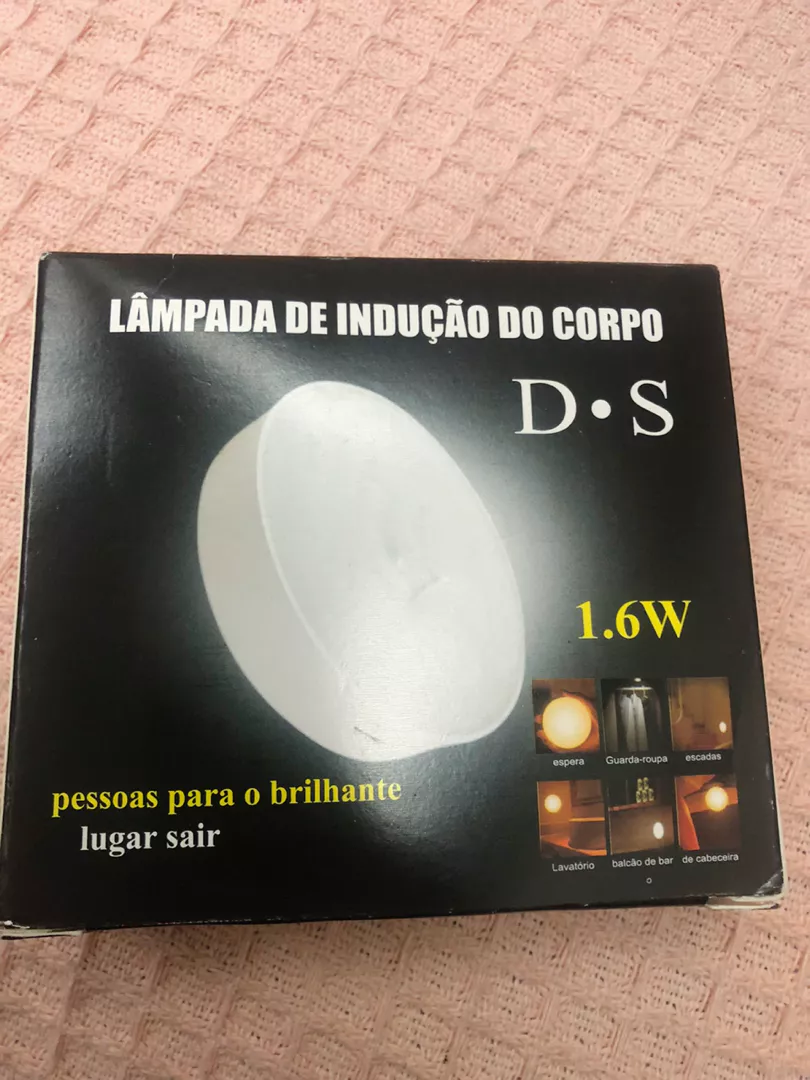 LÂMPADA DE INDUÇÃO DO CORPO
D•S
1.6W
espera Guarda-roupa escadas
Lavatório balcão de bar de cabeceira
pessoas para o brilhante
lugar sair